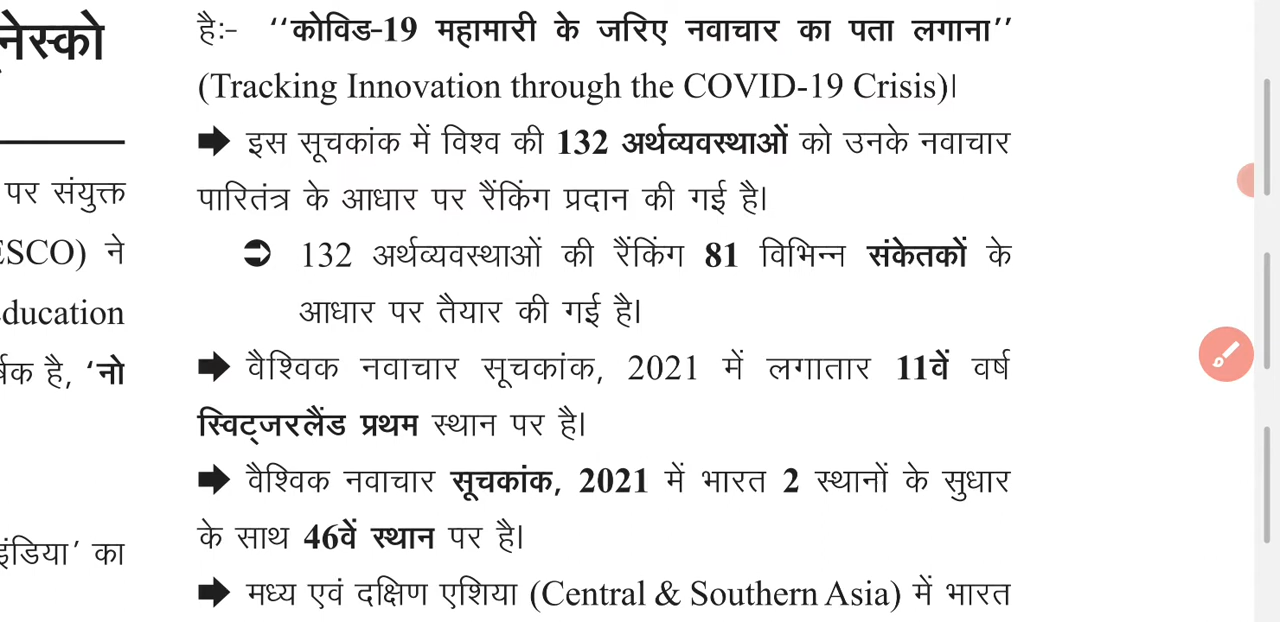 नेस्को
पर संयुक्त
ESCO) ने
ducation
र्षक है, ‘नो
इंडिया’ का
है:- ‘‘कोविड-19 महामारी के जरिए नवाचार का पता लगाना’’
(Tracking Innovation through the COVID-19 Crisis)।
➡ इस सूचकांक में विश्व की 132 अर्थव्यवस्थाओं को उनके नवाचार
पारितंत्र के आधार पर रैंकिंग प्रदान की गई है।
➲ 132 अर्थव्यवस्थाओं की रैंकिंग 81 विभिन्न संकेतकों के
आधार पर तैयार की गई है।
➡ वैश्विक नवाचार सूचकांक, 2021 में लगातार 11वें वर्ष
स्विट्जरलैंड प्रथम स्थान पर है।
➡ वैश्विक नवाचार सूचकांक, 2021 में भारत 2 स्थानों के सुधार
के साथ 46वें स्थान पर है।
➡ मध्य एवं दक्षिण एशिया (Central & Southern Asia) में भारत